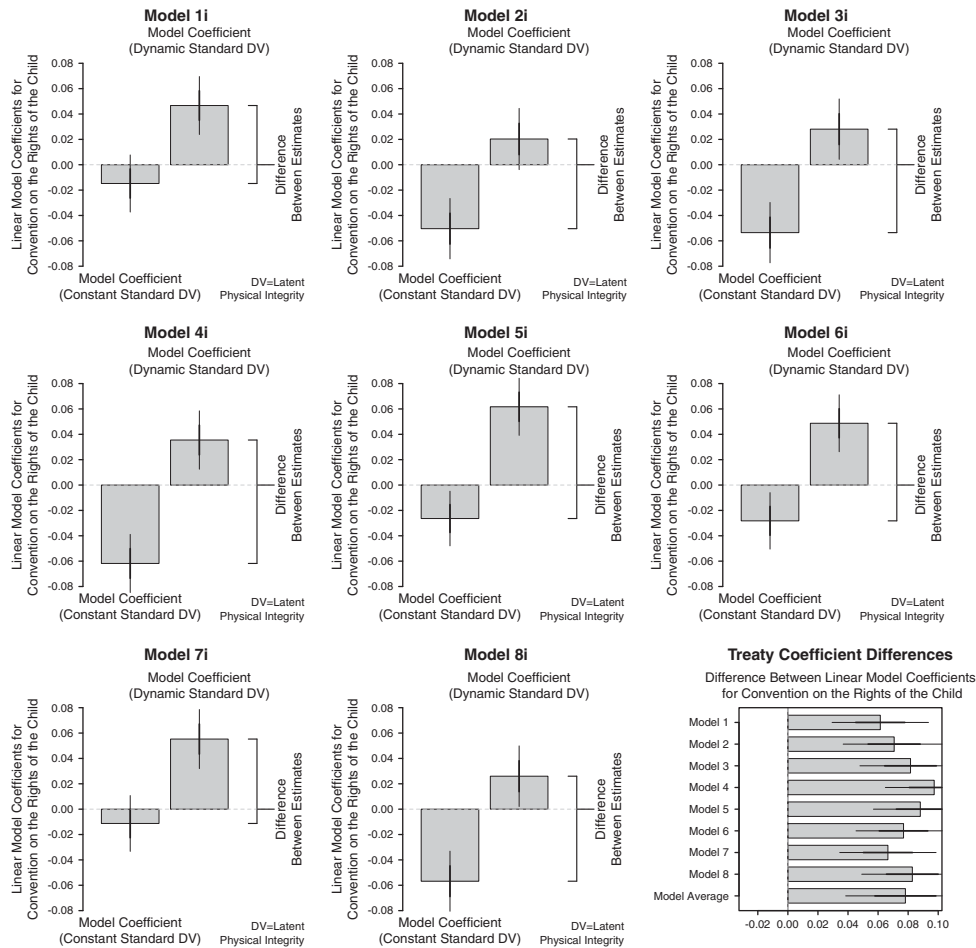 Model 1i
Model Coefficient
(Dynamic Standard DV)
Linear Model Coefficients for
Convention on the Rights of the Child
0.08
0.06
0.04
0.02
0.00
-0.02
-0.04
-0.06
-0.08
Difference
Between Estimates
Model Coefficient
(Constant Standard DV)
DV=Latent
Physical Integrity
Model 2i
Model Coefficient
(Dynamic Standard DV)
Linear Model Coefficients for
Convention on the Rights of the Child
0.08
0.06
0.04
0.02
0.00
-0.02
-0.04
-0.06
-0.08
Difference
Between Estimates
Model Coefficient
(Constant Standard DV)
DV=Latent
Physical Integrity
Model 3i
Model Coefficient
(Dynamic Standard DV)
Linear Model Coefficients for
Convention on the Rights of the Child
0.08
0.06
0.04
0.02
0.00
-0.02
-0.04
-0.06
-0.08
Difference
Between Estimates
Model Coefficient
(Constant Standard DV)
DV=Latent
Physical Integrity
Model 4i
Model Coefficient
(Dynamic Standard DV)
Linear Model Coefficients for
Convention on the Rights of the Child
0.08
0.06
0.04
0.02
0.00
-0.02
-0.04
-0.06
-0.08
Difference
Between Estimates
Model Coefficient
(Constant Standard DV)
DV=Latent
Physical Integrity
Model 5i
Model Coefficient
(Dynamic Standard DV)
Linear Model Coefficients for
Convention on the Rights of the Child
0.08
0.06
0.04
0.02
0.00
-0.02
-0.04
-0.06
-0.08
Difference
Between Estimates
Model Coefficient
(Constant Standard DV)
DV=Latent
Physical Integrity
Model 6i
Model Coefficient
(Dynamic Standard DV)
Linear Model Coefficients for
Convention on the Rights of the Child
0.08
0.06
0.04
0.02
0.00
-0.02
-0.04
-0.06
-0.08
Difference
Between Estimates
Model Coefficient
(Constant Standard DV)
DV=Latent
Physical Integrity
Model 7i
Model Coefficient
(Dynamic Standard DV)
Linear Model Coefficients for
Convention on the Rights of the Child
0.08
0.06
0.04
0.02
0.00
-0.02
-0.04
-0.06
-0.08
Difference
Between Estimates
Model Coefficient
(Constant Standard DV)
DV=Latent
Physical Integrity
Model 8i
Model Coefficient
(Dynamic Standard DV)
Linear Model Coefficients for
Convention on the Rights of the Child
0.08
0.06
0.04
0.02
0.00
-0.02
-0.04
-0.06
-0.08
Difference
Between Estimates
Model Coefficient
(Constant Standard DV)
DV=Latent
Physical Integrity
Treaty Coefficient Differences
Difference Between Linear Model Coefficients
for Convention on the Rights of the Child
Model 1
Model 2
Model 3
Model 4
Model 5
Model 6
Model 7
Model 8
Model Average
-0.02 0.00 0.02 0.04 0.06 0.08 0.10